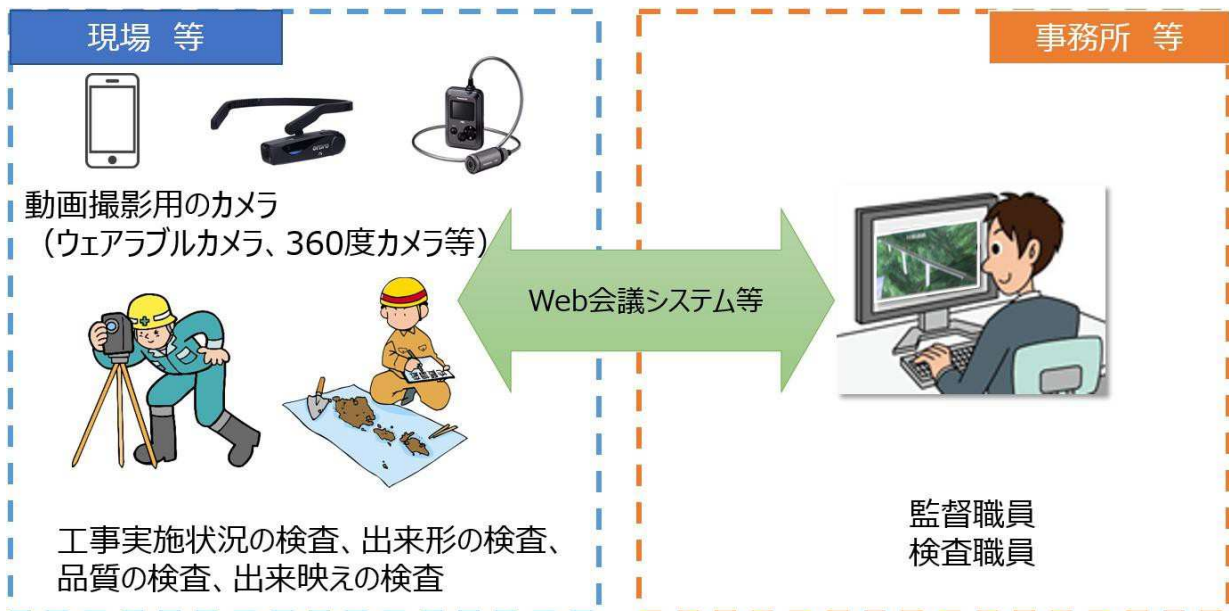 現場 等
事務所 等
動画撮影用のカメラ
（ウェアラブルカメラ、360度カメラ等）
Web会議システム等
工事実施状況の検査、出来形の検査、
品質の検査、出来映えの検査
監督職員
検査職員